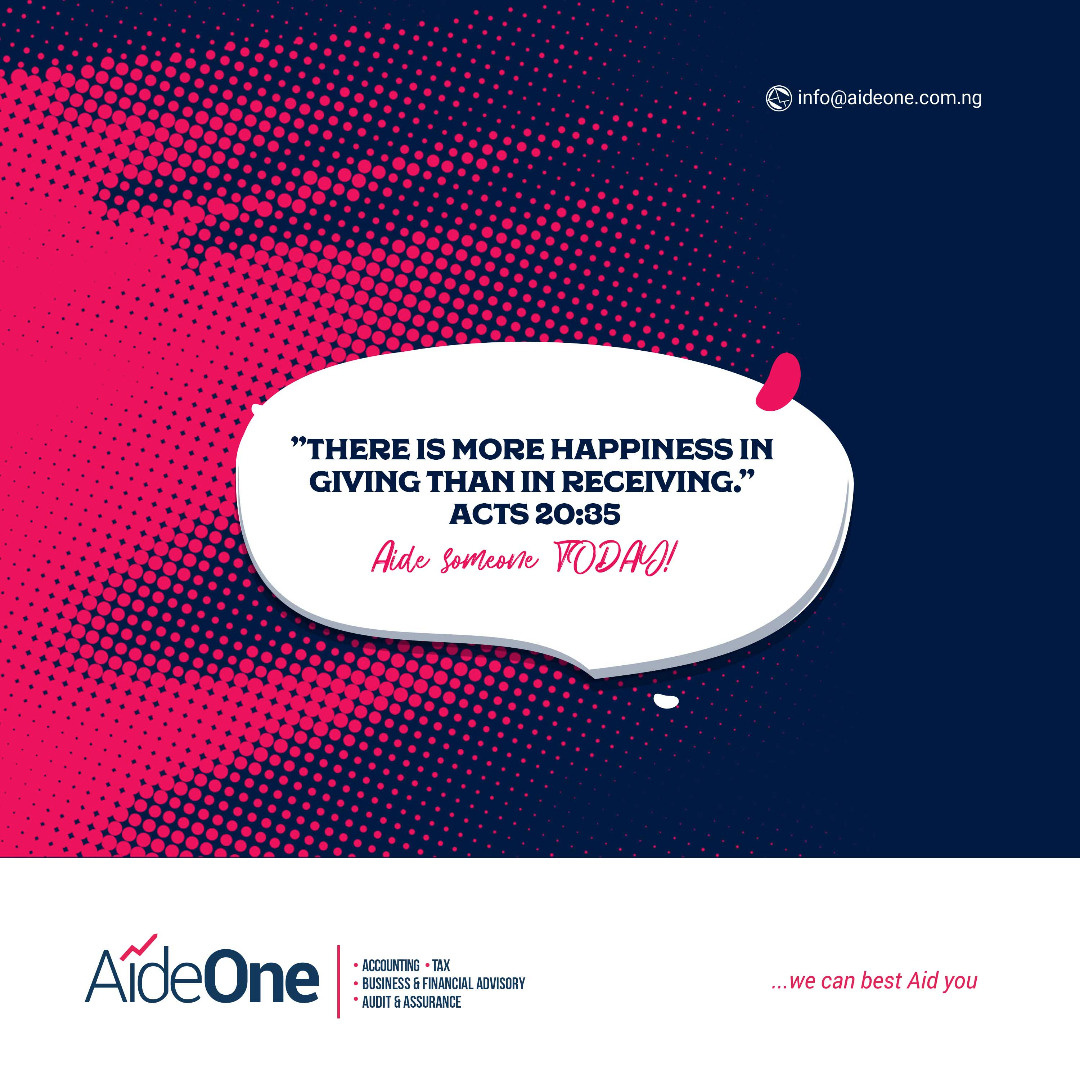 info@aideone.com.ng
”THERE IS MORE HAPPINESS IN
GIVING THAN IN RECEIVING.”
ACTS 20:35
Aide someone TODAY!
AideOne
• ACCOUNTING • TAX
• BUSINESS & FINANCIAL ADVISORY
• AUDIT & ASSURANCE
...we can best Aid you